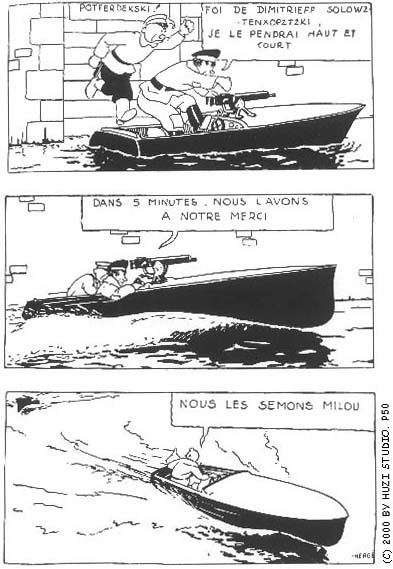 POTFERDEKSKI!
FOI DE DIMITRIEFF SOLOWZ-
-TENXOPZTZKI,
JE LE PENDRAI HAUT ET
COURT
DANS 5 MINUTES, NOUS L'AVONS
A NOTRE MERCI
NOUS LES SEMONS MILOU
-HERGÉ
(C) 2000 BY HUZI STUDIO. P50